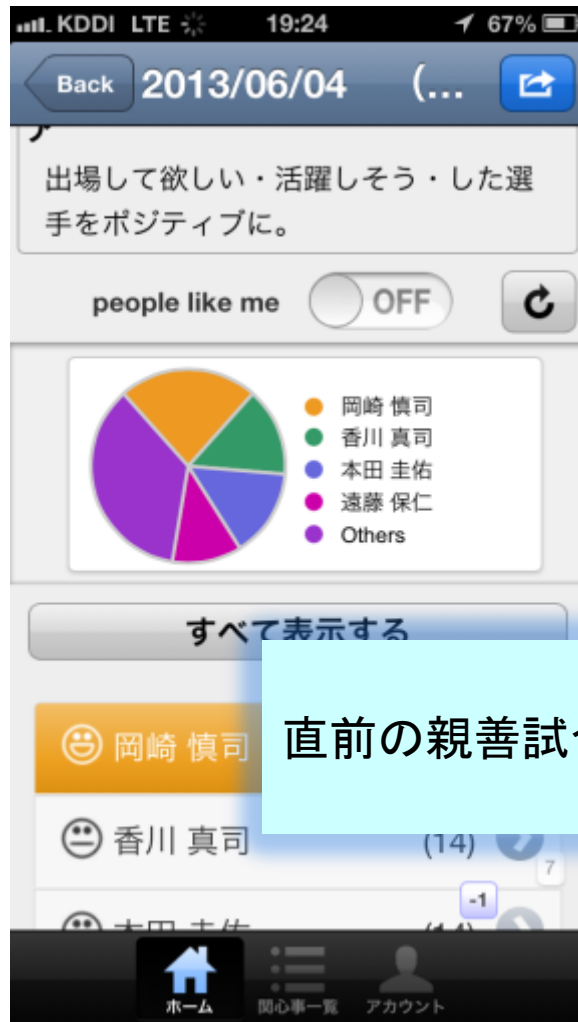 KDDI LTE 19:24 67%
Back 2013/06/04 (...
出場して欲しい・活躍しそう・した選
手をポジティブに。
people like me OFF
岡崎 慎司
香川 真司
本田 圭佑
遠藤 保仁
Others
すべて表示する
岡崎 慎司
直前の親善試
香川 真司 (14)
7
-1
ホーム 関心事一覧 アカウント